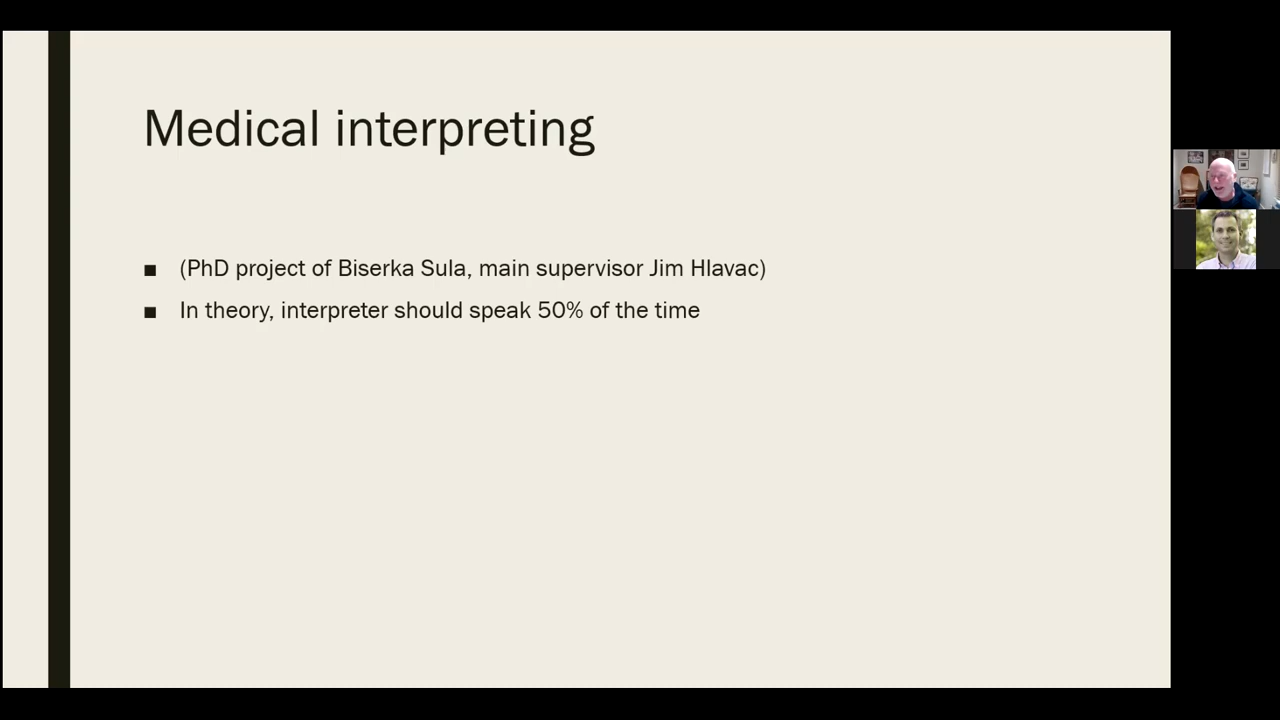 Medical interpreting
(PhD project of Biserka Sula, main supervisor Jim Hlavac)
In theory, interpreter should speak 50% of the time